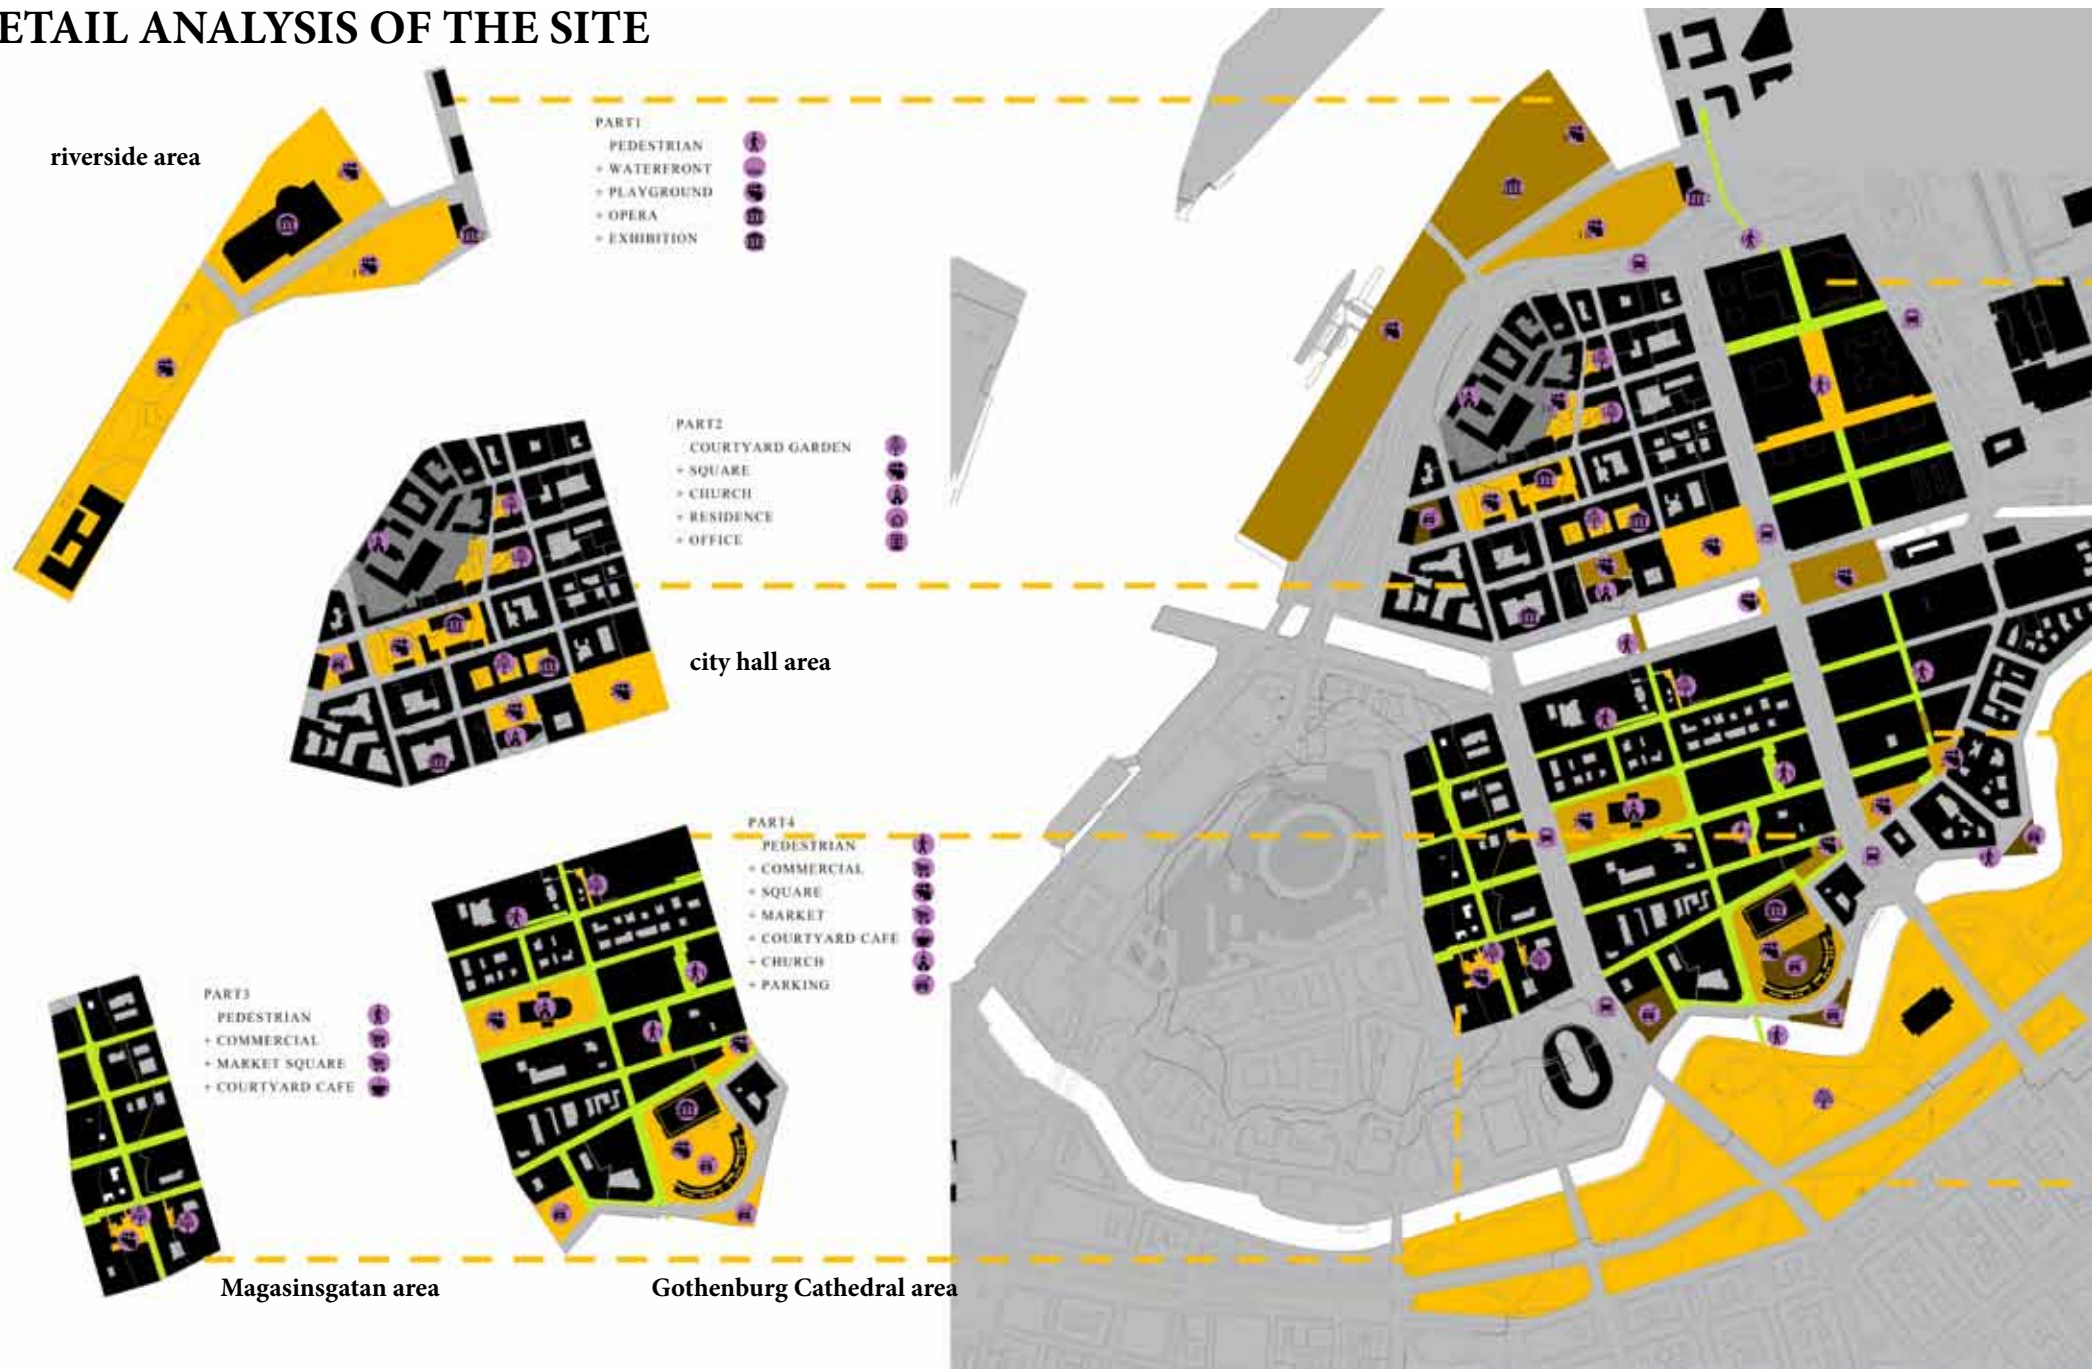 ETAIL ANALYSIS OF THE SITE
riverside area
PART1
PEDESTRIAN
+ WATERFRONT
+ PLAYGROUND
+ OPERA
+ EXHIBITION
PART2
COURTYARD GARDEN
+ SQUARE
+ CHURCH
+ RESIDENCE
+ OFFICE
city hall area
PART4
PEDESTRIAN
+ COMMERCIAL
+ SQUARE
+ MARKET
+ COURTYARD CAFE
+ CHURCH
+ PARKING
PART3
PEDESTRIAN
+ COMMERCIAL
+ MARKET SQUARE
+ COURTYARD CAFE
Magasinsgatan area
Gothenburg Cathedral area